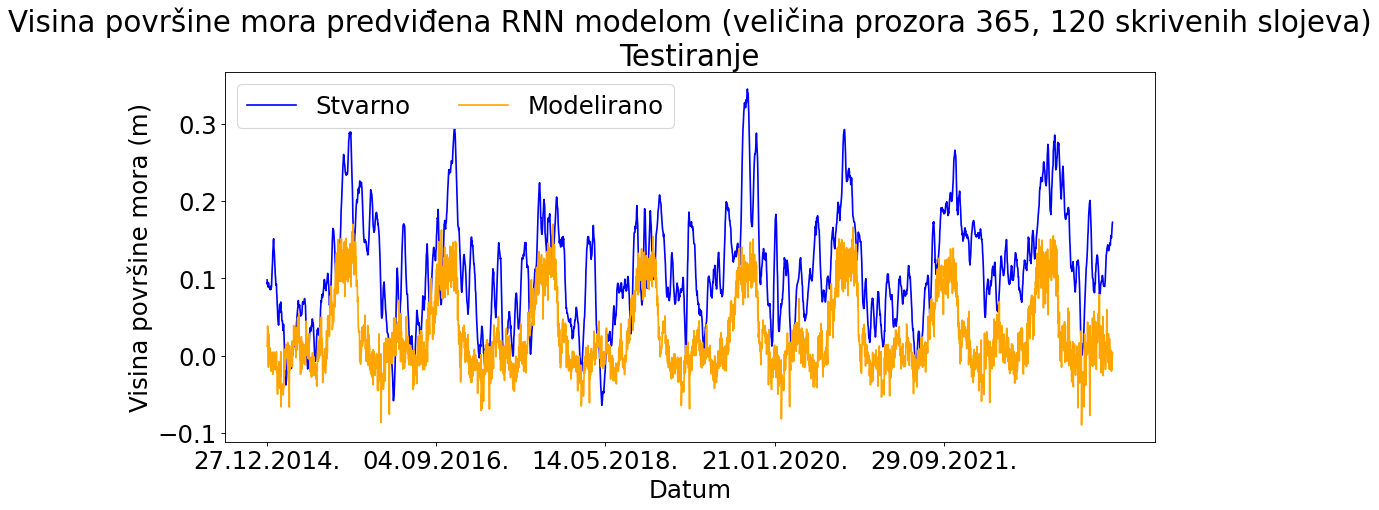 Visina površine mora predviđena RNN modelom (veličina prozora 365, 120 skrivenih slojeva)
Testiranje
Stvarno
Modelirano
Visina površine mora (m)
0.3
0.2
0.1
0.0
−0.1
27.12.2014.
04.09.2016.
14.05.2018.
21.01.2020.
29.09.2021.
Datum